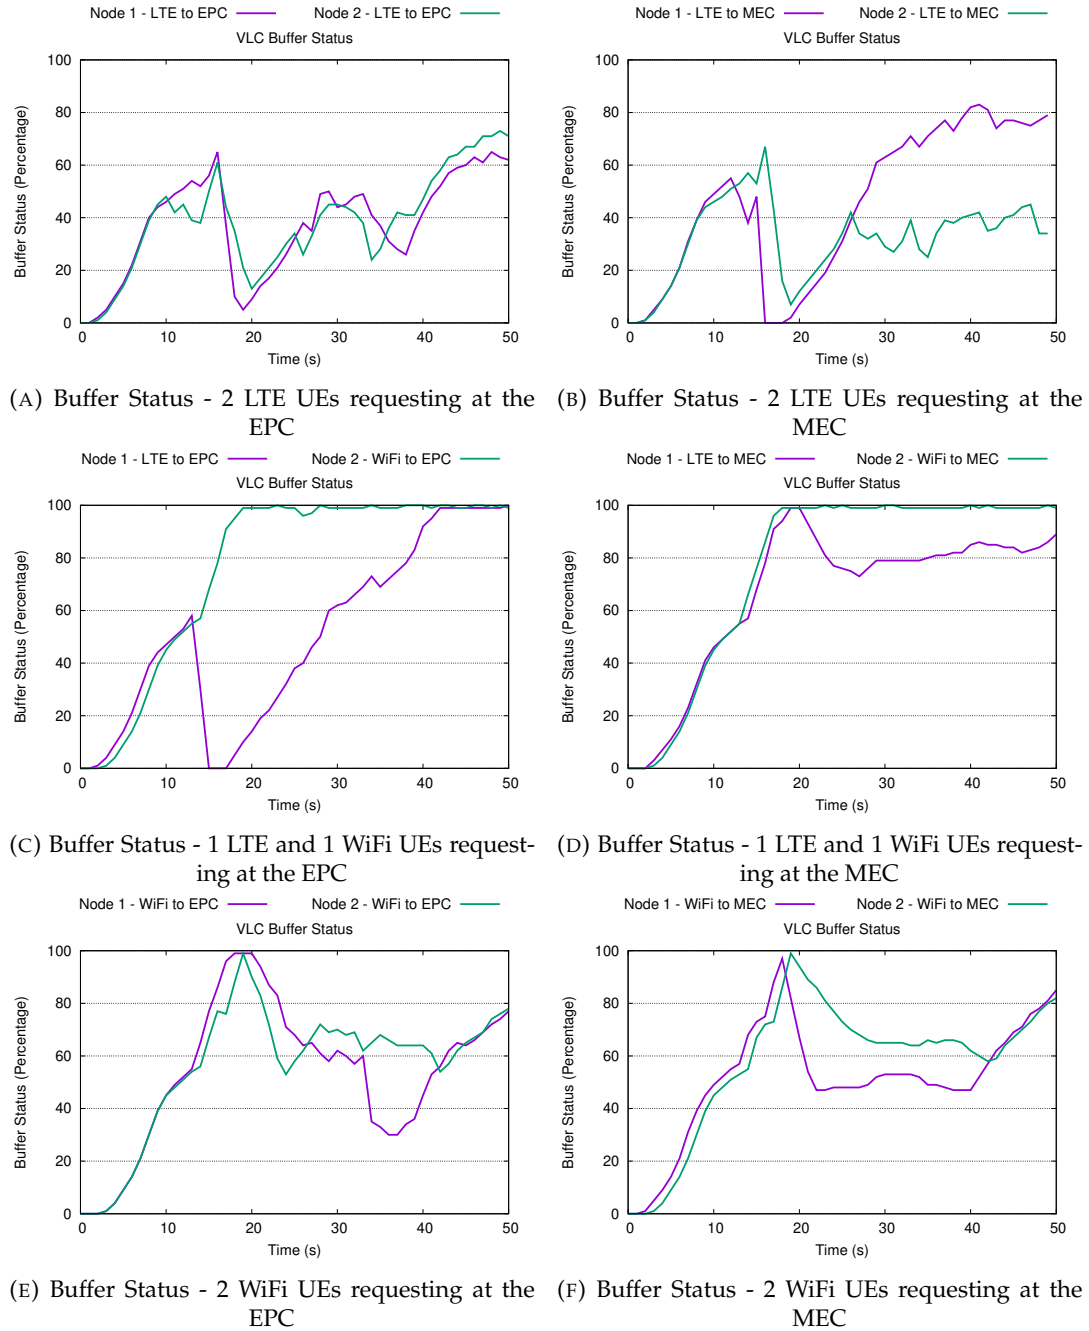 Node 1 - LTE to EPC Node 2 - LTE to EPC
VLC Buffer Status
Buffer Status (Percentage)
100
80
60
40
20
0
0 10 20 30 40 50
Time (s)
(A) Buffer Status - 2 LTE UEs requesting at the
EPC
Node 1 - LTE to MEC Node 2 - LTE to MEC
VLC Buffer Status
Buffer Status (Percentage)
100
80
60
40
20
0
0 10 20 30 40 50
Time (s)
(B) Buffer Status - 2 LTE UEs requesting at the
MEC
Node 1 - LTE to EPC Node 2 - WiFi to EPC
VLC Buffer Status
Buffer Status (Percentage)
100
80
60
40
20
0
0 10 20 30 40 50
Time (s)
(C) Buffer Status - 1 LTE and 1 WiFi UEs request-
ing at the EPC
Node 1 - LTE to MEC Node 2 - WiFi to MEC
VLC Buffer Status
Buffer Status (Percentage)
100
80
60
40
20
0
0 10 20 30 40 50
Time (s)
(D) Buffer Status - 1 LTE and 1 WiFi UEs request-
ing at the MEC
Node 1 - WiFi to EPC Node 2 - WiFi to EPC
VLC Buffer Status
Buffer Status (Percentage)
100
80
60
40
20
0
0 10 20 30 40 50
Time (s)
(E) Buffer Status - 2 WiFi UEs requesting at the
EPC
Node 1 - WiFi to MEC Node 2 - WiFi to MEC
VLC Buffer Status
Buffer Status (Percentage)
100
80
60
40
20
0
0 10 20 30 40 50
Time (s)
(F) Buffer Status - 2 WiFi UEs requesting at the
MEC